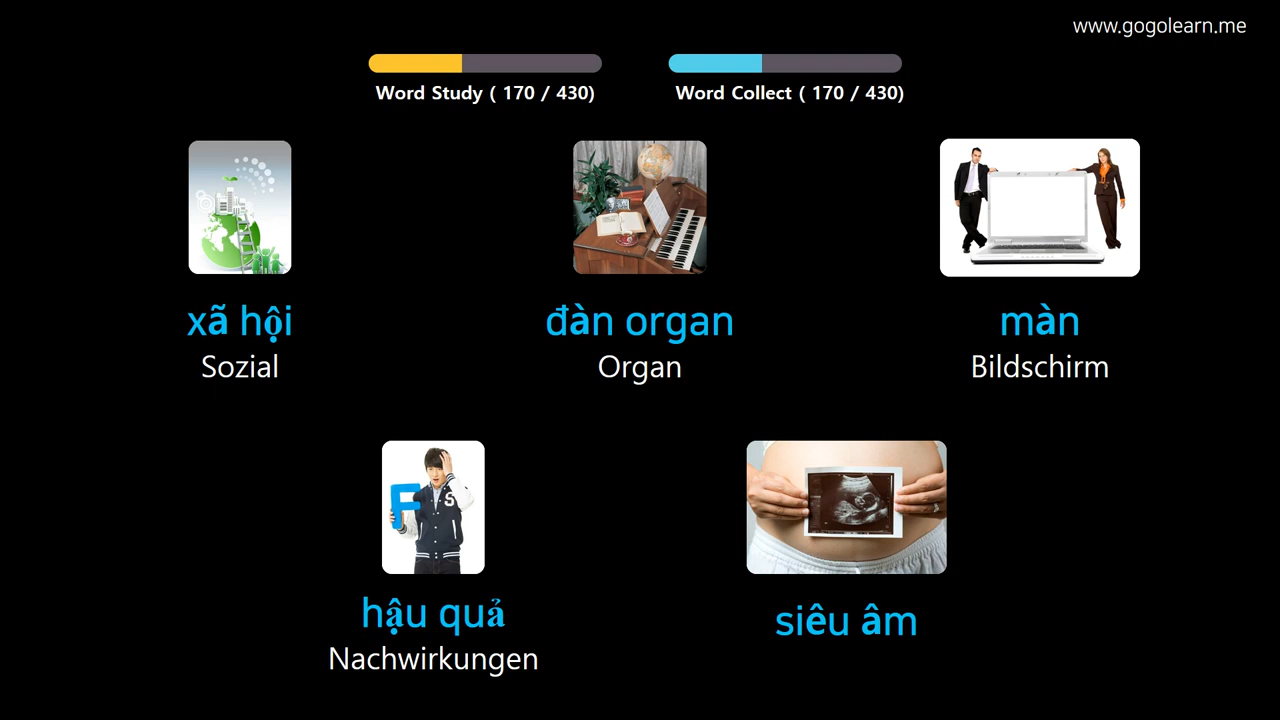 www.gogolearn.me
Word Study ( 170 / 430)
Word Collect ( 170 / 430)
xã hội
Sozial
đàn organ
Organ
màn
Bildschirm
F
S
hậu quả
Nachwirkungen
siêu âm